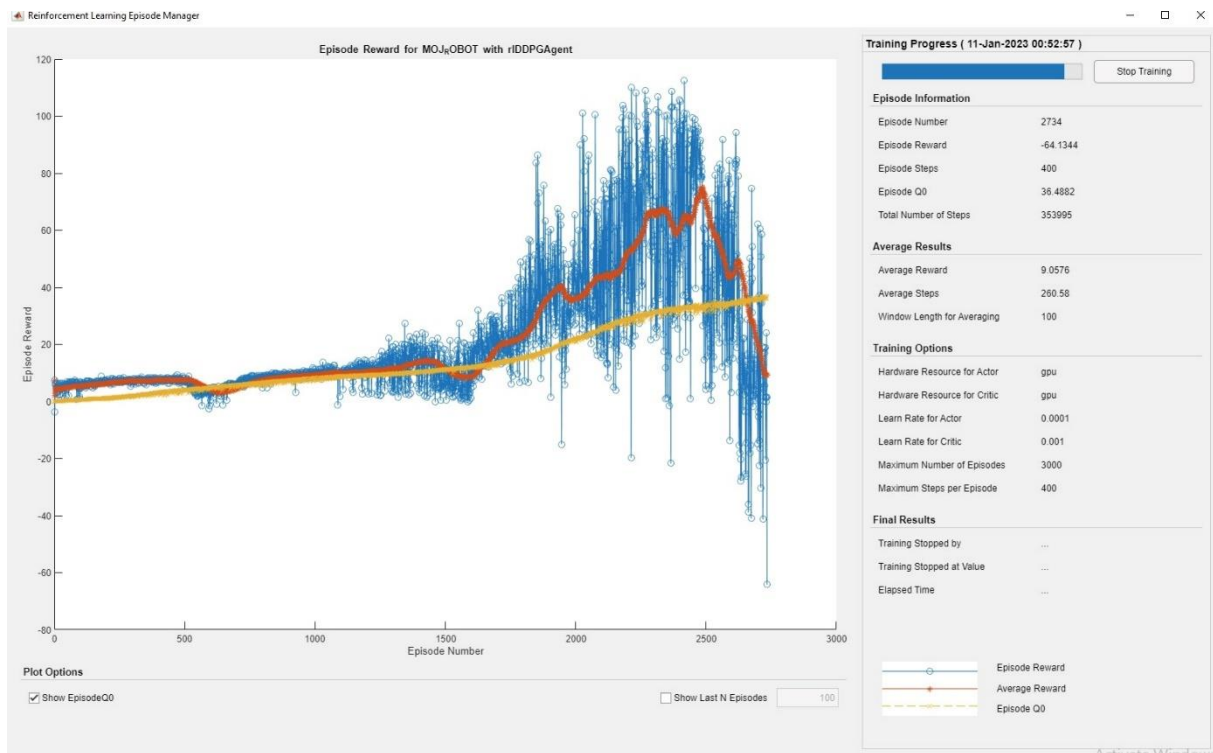 Reinforcement Learning Episode Manager
Episode Reward for MOJROBOT with rlDDPGAgent
120
100
80
60
40
20
0
-20
-40
-60
-80
Episode Reward
0 500 1000 1500 2000 2500 3000
Episode Number
Plot Options
Show EpisodeQ0
Show Last N Episodes 100
Training Progress ( 11-Jan-2023 00:52:57 )
Stop Training
Episode Information
Episode Number 2734
Episode Reward -64.1344
Episode Steps 400
Episode Q0 36.4882
Total Number of Steps 353995
Average Results
Average Reward 9.0576
Average Steps 260.58
Window Length for Averaging 100
Training Options
Hardware Resource for Actor gpu
Hardware Resource for Critic gpu
Learn Rate for Actor 0.0001
Learn Rate for Critic 0.001
Maximum Number of Episodes 3000
Maximum Steps per Episode 400
Final Results
Training Stopped by ...
Training Stopped at Value ...
Elapsed Time ...
Episode Reward
Average Reward
Episode Q0